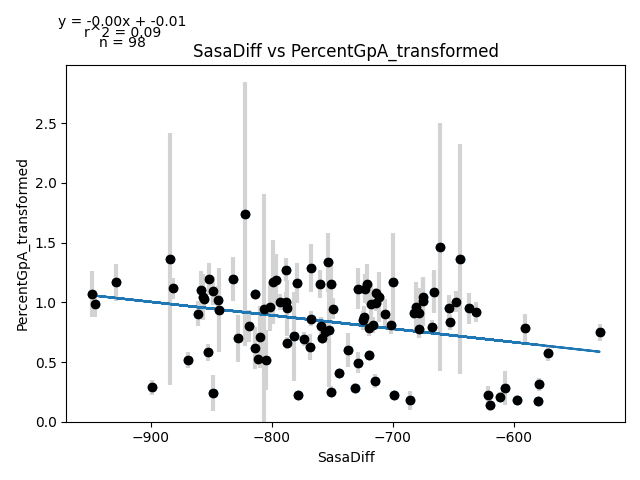 y = -0.00x + -0.01
r^2 = 0.09
n = 98
SasaDiff vs PercentGpA_transformed
PercentGpA_transformed
2.5
2.0
1.5
1.0
0.5
0.0
−900
−800
−700
−600
SasaDiff